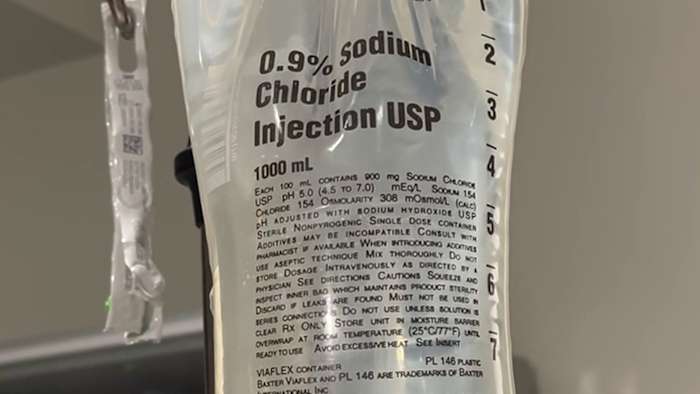 0.9% Sodium
Chloride
Injection USP
1000 mL
EACH 100 mL CONTAINS 900 mg SODIUM CHLORIDE
USP pH 5.0 (4.5 TO 7.0) mEq/L SODIUM 154
CHLORIDE 154 OSMOLARITY 308 mOsmol/L (CALC)
pH ADJUSTED WITH SODIUM HYDROXIDE USP
STERILE NONPYROGENIC SINGLE DOSE CONTAINER
ADDITIVES MAY BE INCOMPATIBLE CONSULT WITH
PHARMACIST IF AVAILABLE WHEN INTRODUCING ADDITIVES
USE ASEPTIC TECHNIQUE MIX THOROUGHLY DO NOT
STORE DOSAGE INTRAVENOUSLY AS DIRECTED BY A
PHYSICIAN SEE DIRECTIONS CAUTIONS SQUEEZE AND
INSPECT INNER BAG WHICH MAINTAINS PRODUCT STERILITY
DISCARD IF LEAKS ARE FOUND MUST NOT BE USED IN
SERIES CONNECTIONS DO NOT USE UNLESS SOLUTION IS
CLEAR RX ONLY STORE UNIT IN MOISTURE BARRIER
OVERWRAP AT ROOM TEMPERATURE (25°C/77°F) UNTIL
READY TO USE AVOID EXCESSIVE HEAT SEE INSERT
VIAFLEX CONTAINER PL 146 PLASTIC
BAXTER VIAFLEX AND PL 146 ARE TRADEMARKS OF BAXTER
INTERNATIONAL INC
1
2
3
4
5
6
7